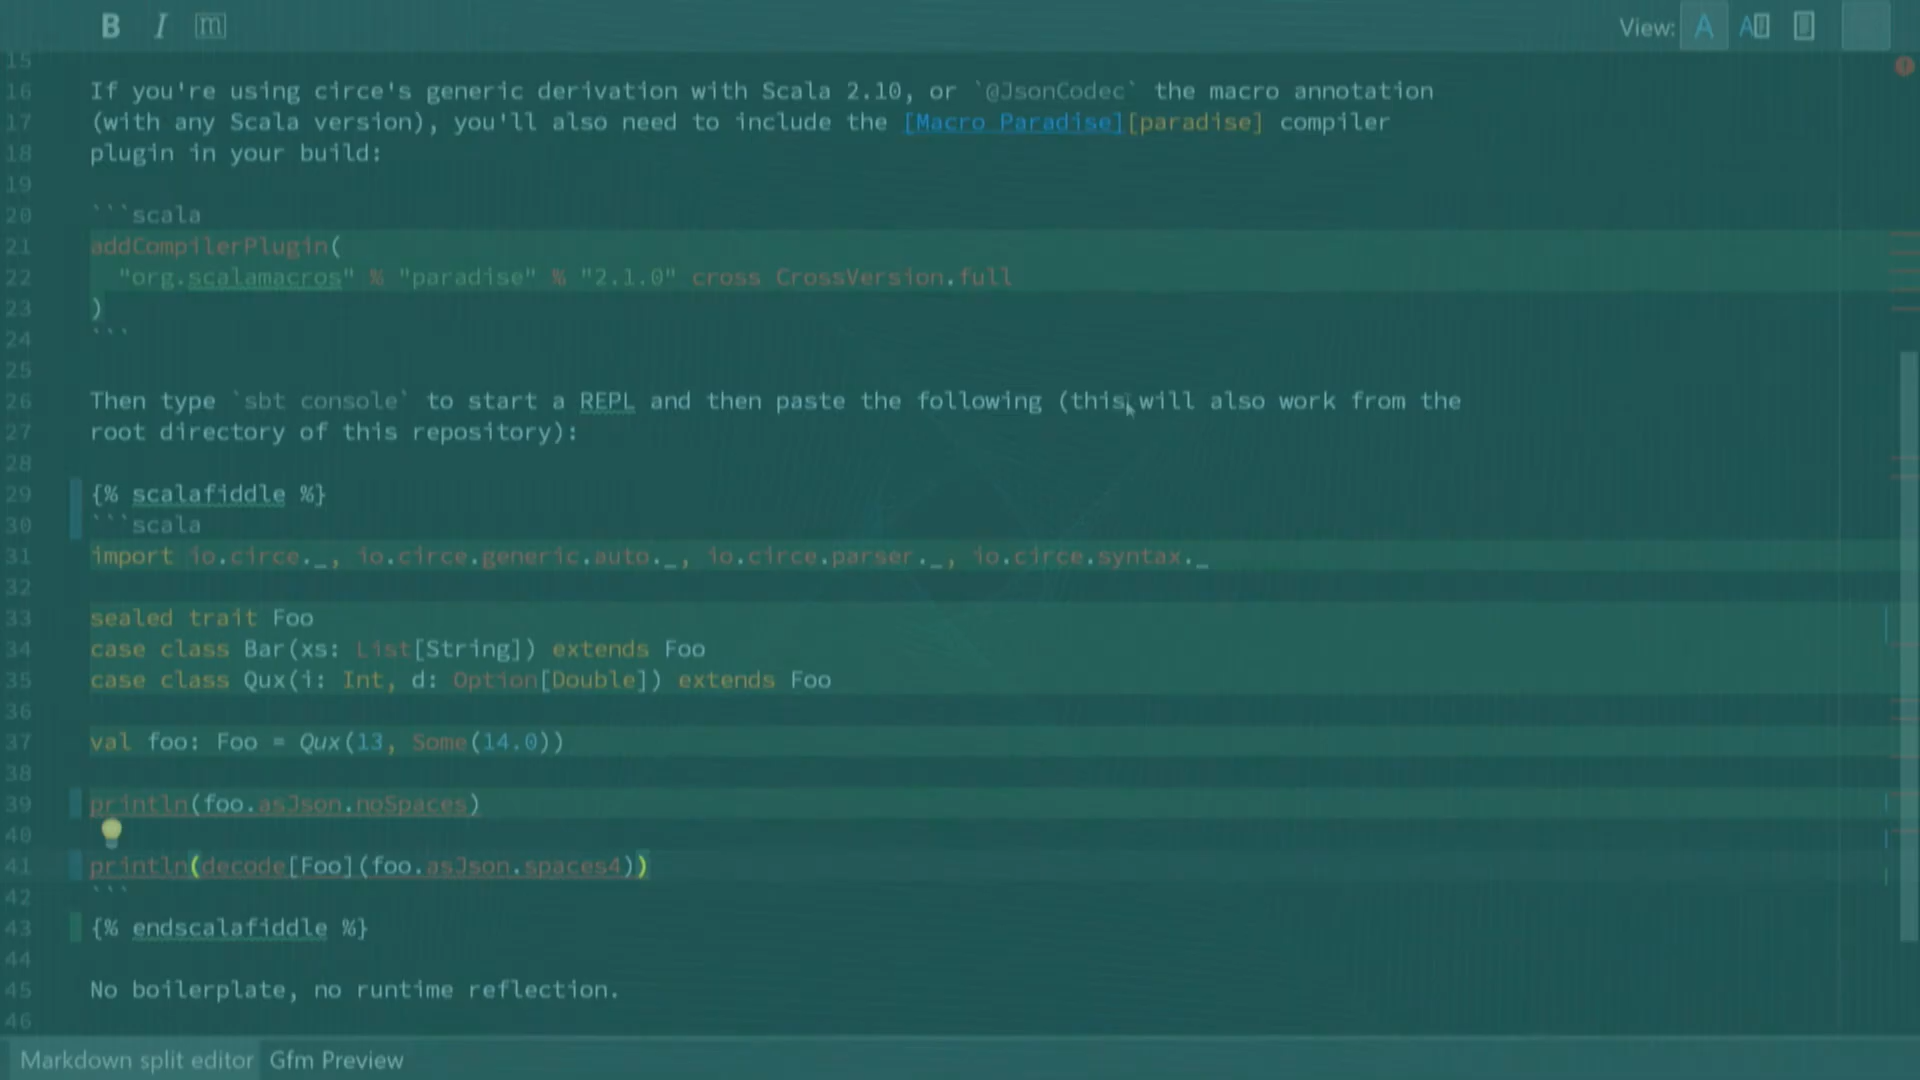 B I m View: A A
15
16 If you're using circe's generic derivation with Scala 2.10, or `@JsonCodec` the macro annotation
17 (with any Scala version), you'll also need to include the [Macro Paradise][paradise] compiler
18 plugin in your build:
19
20 ```scala
21 addCompilerPlugin(
22   "org.scalamacros" % "paradise" % "2.1.0" cross CrossVersion.full
23 )
24 ```
25
26 Then type `sbt console` to start a REPL and then paste the following (this will also work from the
27 root directory of this repository):
28
29 {% scalafiddle %}
30 ```scala
31 import io.circe._, io.circe.generic.auto._, io.circe.parser._, io.circe.syntax._
32
33 sealed trait Foo
34 case class Bar(xs: List[String]) extends Foo
35 case class Qux(i: Int, d: Option[Double]) extends Foo
36
37 val foo: Foo = Qux(13, Some(14.0))
38
39 println(foo.asJson.noSpaces)
40
41 println(decode[Foo](foo.asJson.spaces4))
42 ```
43 {% endscalafiddle %}
44
45 No boilerplate, no runtime reflection.
46
Markdown split editor Gfm Preview